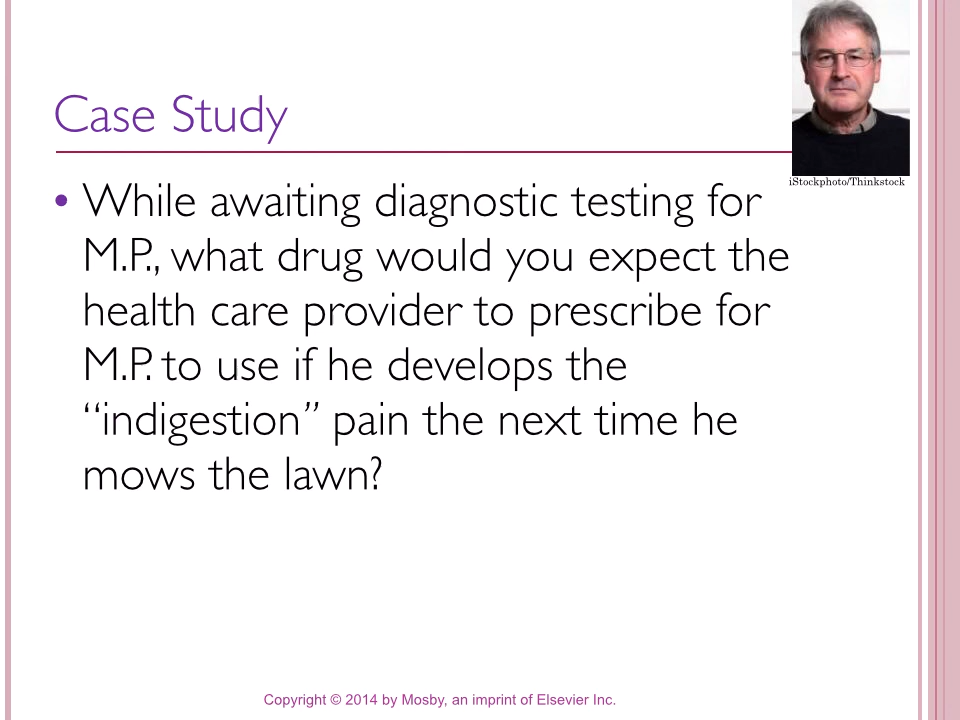 Case Study
iStockphoto/Thinkstock
• While awaiting diagnostic testing for
M.P., what drug would you expect the
health care provider to prescribe for
M.P. to use if he develops the
“indigestion” pain the next time he
mows the lawn?
Copyright © 2014 by Mosby, an imprint of Elsevier Inc.